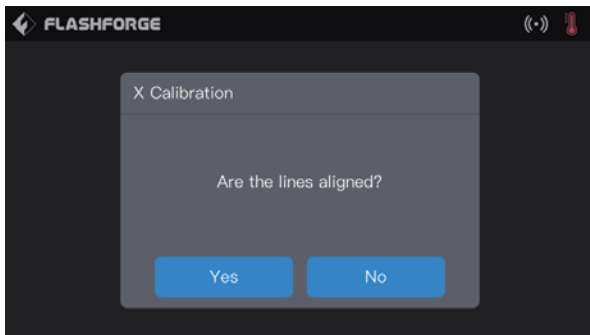 FLASHFORGE
X Calibration
Are the lines aligned?
Yes
No